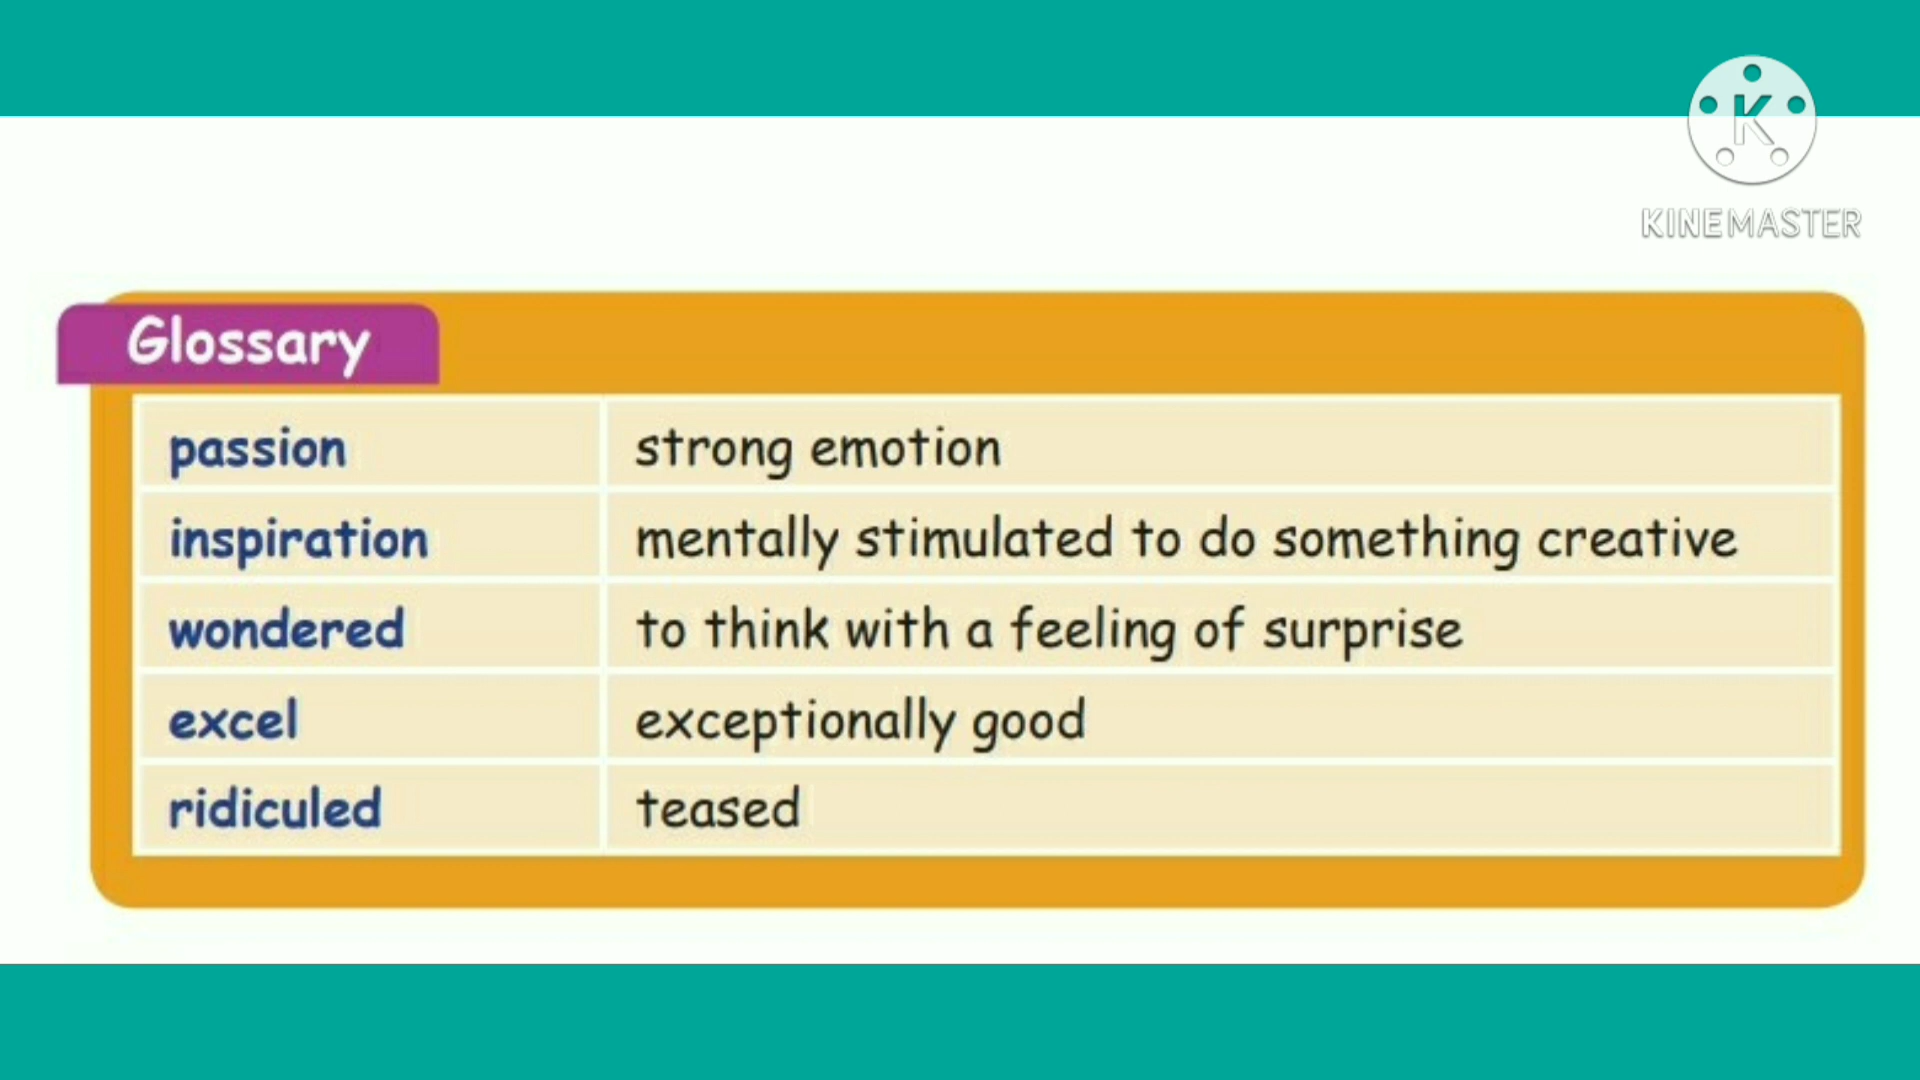 K
KINEMASTER
Glossary
passion strong emotion
inspiration mentally stimulated to do something creative
wondered to think with a feeling of surprise
excel exceptionally good
ridiculed teased